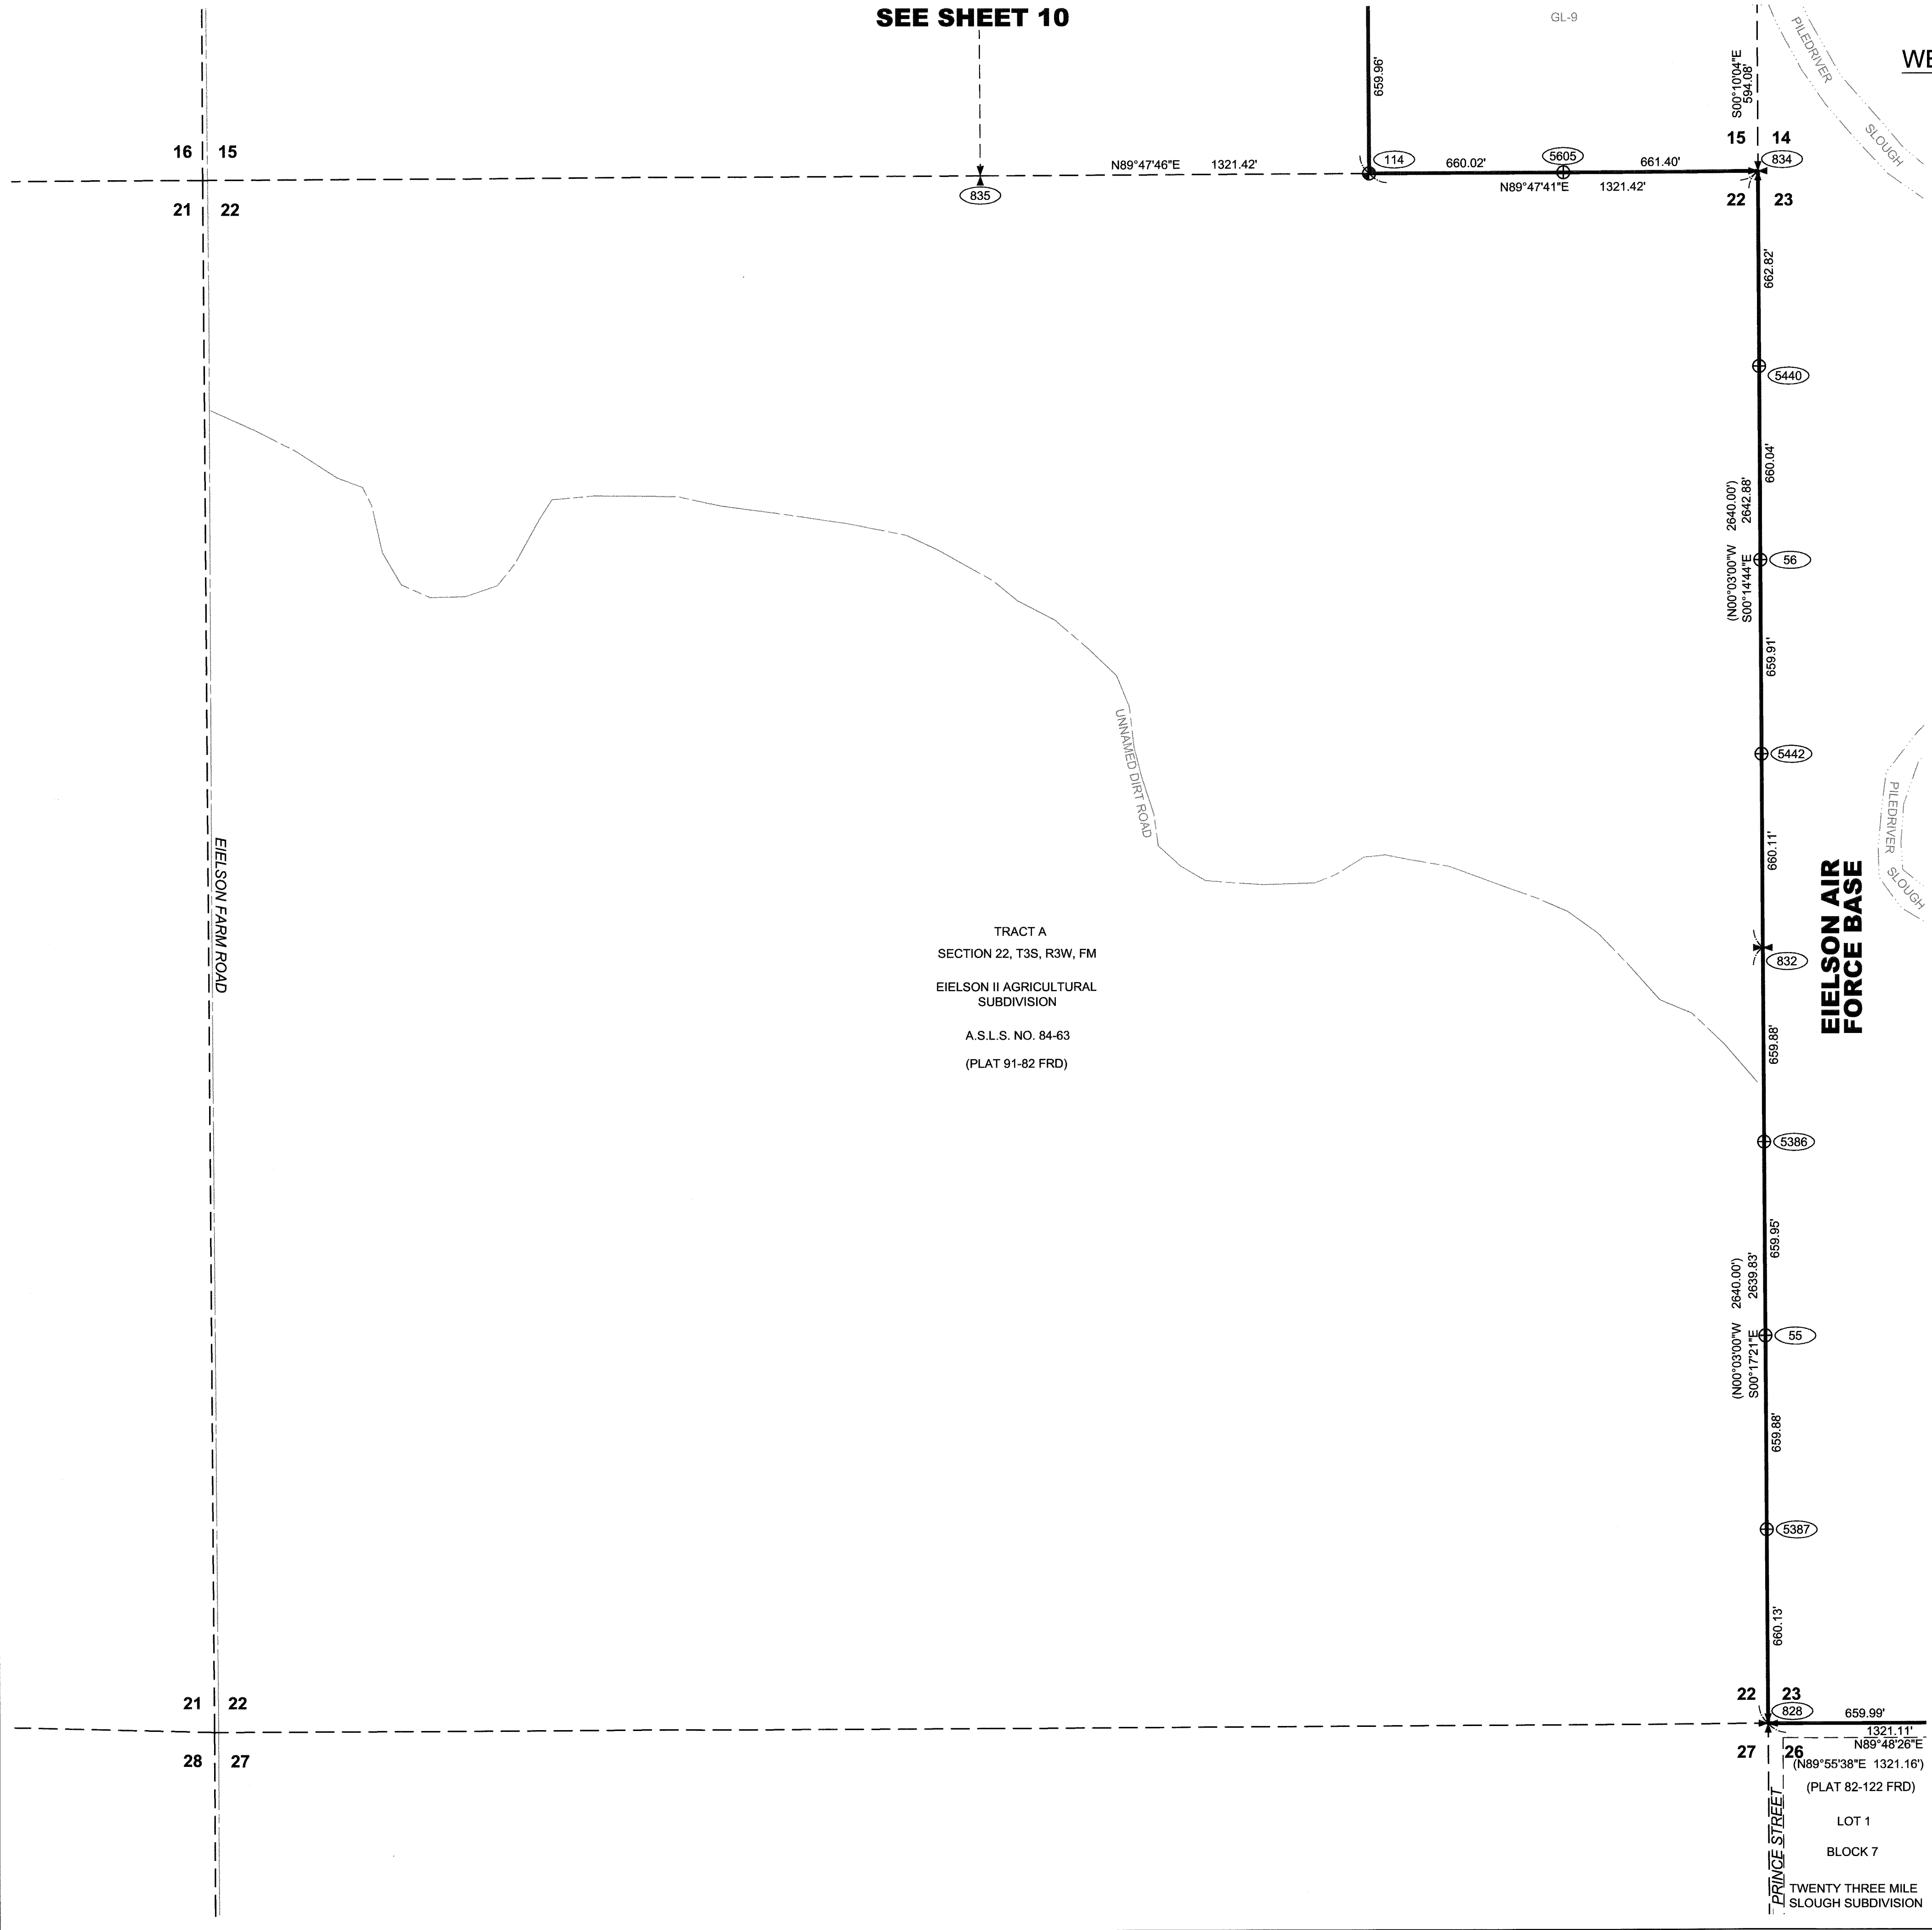 SEE SHEET 10
GL-9
PILEDRIVER
SLOUGH
659.96'
S00°10'04"E
594.08'
16 15
15 14
N89°47'46"E 1321.42'
114
660.02'
5605
661.40'
834
N89°47'41"E 1321.42'
835
21 22
22 23
662.82'
5440
660.04'
(N00°03'00"W 2640.00')
S00°14'44"E 2642.88'
56
659.91'
5442
UNNAMED DIRT ROAD
PILEDRIVER
SLOUGH
660.11'
EIELSON FARM ROAD
EIELSON AIR
FORCE BASE
TRACT A
SECTION 22, T3S, R3W, FM
EIELSON II AGRICULTURAL
SUBDIVISION
A.S.L.S. NO. 84-63
(PLAT 91-82 FRD)
832
659.88'
5386
659.95'
(N00°03'00"W 2640.00')
S00°17'21"E 2639.83'
55
659.88'
5387
660.13'
21 22
22 23
828
659.99'
1321.11'
N89°48'26"E
28 27
27 26
(N89°55'38"E 1321.16')
(PLAT 82-122 FRD)
PRINCE STREET
LOT 1
BLOCK 7
TWENTY THREE MILE
SLOUGH SUBDIVISION